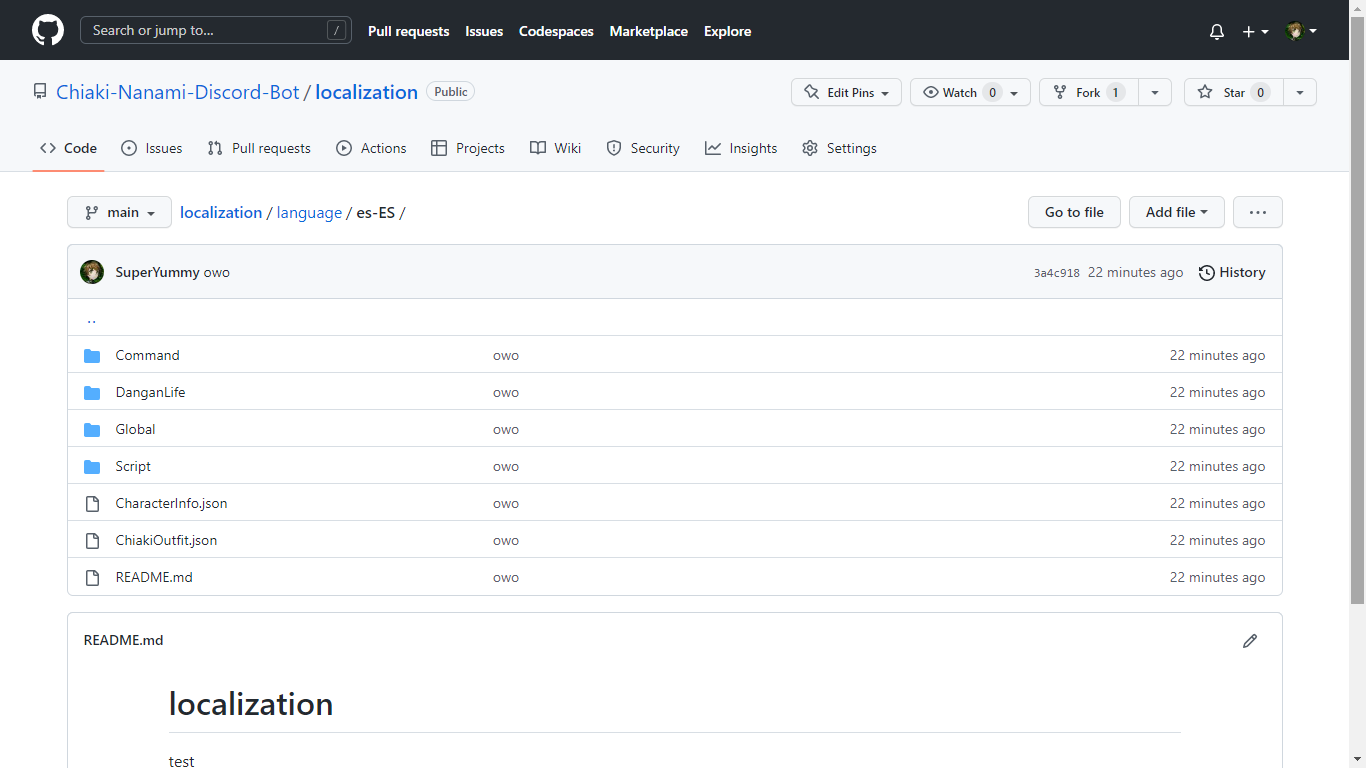 Search or jump to... /
Pull requests Issues Codespaces Marketplace Explore
Chiaki-Nanami-Discord-Bot / localization Public
Edit Pins Watch 0 Fork 1 Star 0
Code Issues Pull requests Actions Projects Wiki Security Insights Settings
main localization / language / es-ES /
Go to file Add file ...
SuperYummy owo 3a4c918 22 minutes ago History
..
Command owo 22 minutes ago
DanganLife owo 22 minutes ago
Global owo 22 minutes ago
Script owo 22 minutes ago
CharacterInfo.json owo 22 minutes ago
ChiakiOutfit.json owo 22 minutes ago
README.md owo 22 minutes ago
README.md
localization
test